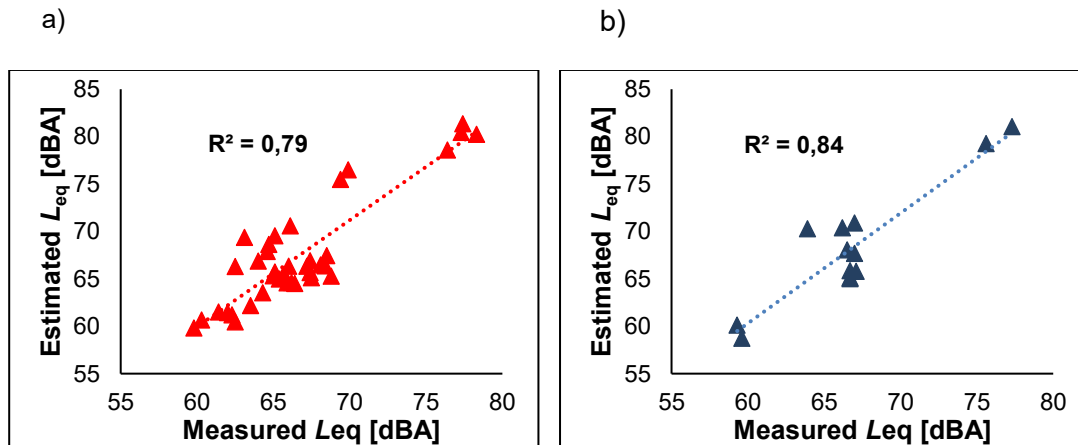 a)
85
80
75
70
65
60
55
55 60 65 70 75 80
Estimated Leq [dBA]
Measured Leq [dBA]
R² = 0,79
b)
85
80
75
70
65
60
55
55 60 65 70 75 80
Estimated Leq [dBA]
Measured Leq [dBA]
R² = 0,84